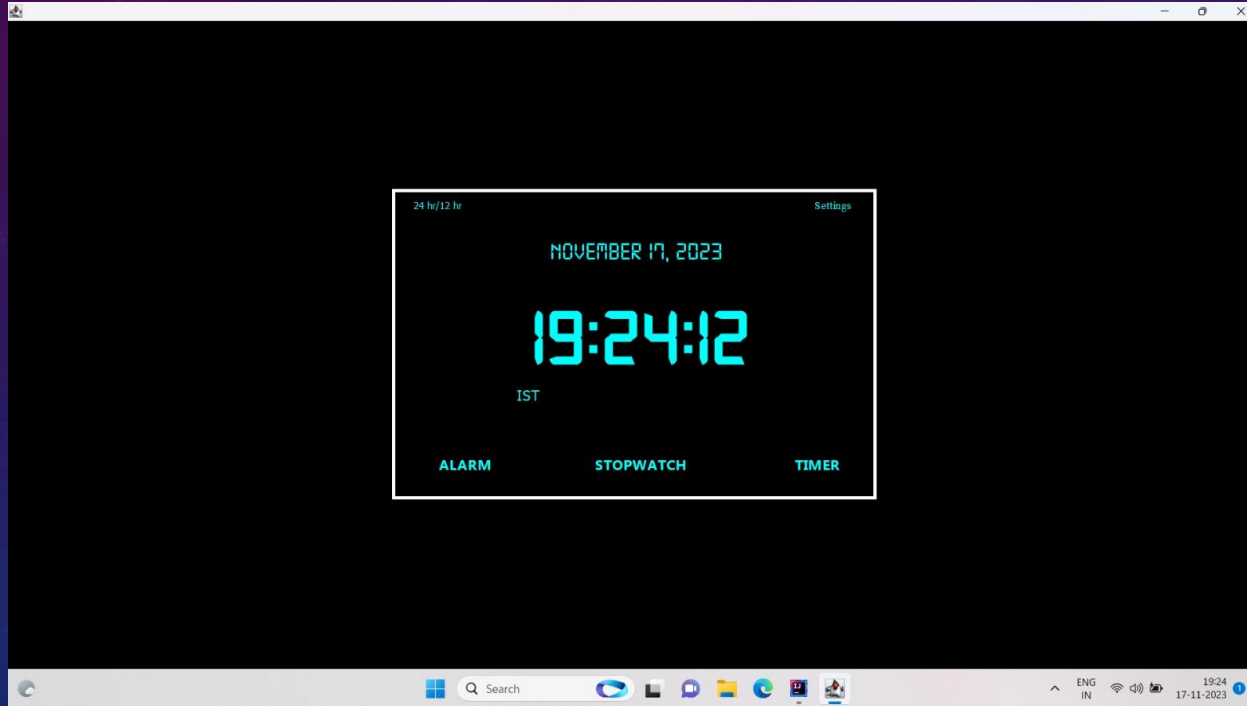 24 hr/12 hr Settings
NOVEMBER 17, 2023
19:24:12
IST
ALARM STOPWATCH TIMER
Search
ENG
IN
19:24
17-11-2023
1